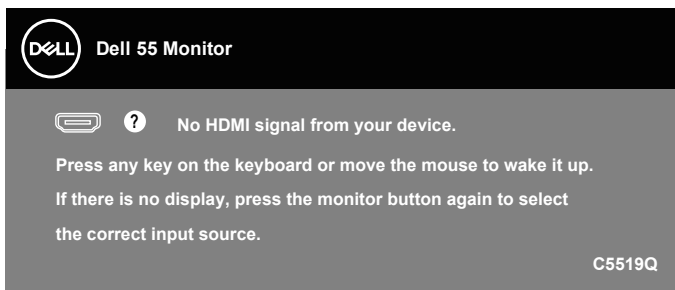 DELL Dell 55 Monitor
? No HDMI signal from your device.
Press any key on the keyboard or move the mouse to wake it up.
If there is no display, press the monitor button again to select
the correct input source.
C5519Q